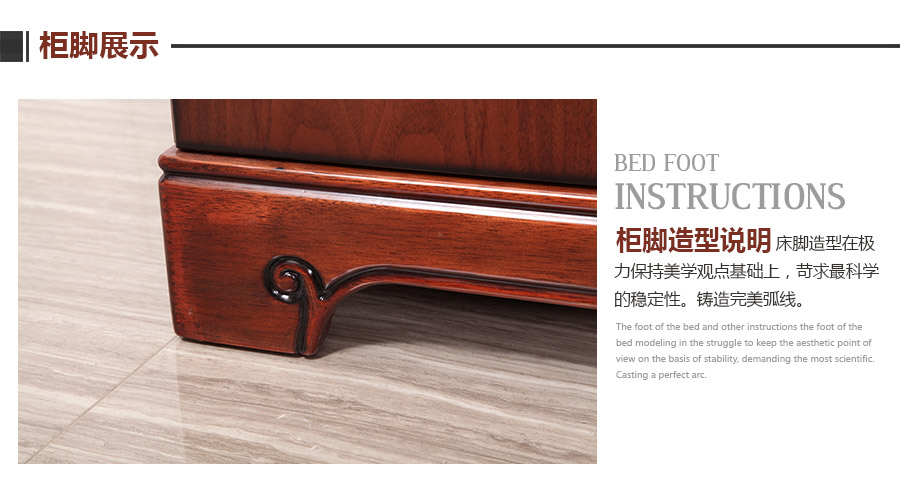 柜脚展示
BED FOOT
INSTRUCTIONS
柜脚造型说明 床脚造型在极
力保持美学观点基础上，苛求最科学
的稳定性。铸造完美弧线。
The foot of the bed and other instructions the foot of the
bed modeling in the struggle to keep the aesthetic point of
view on the basis of stability, demanding the most scientific.
Casting a perfect arc.